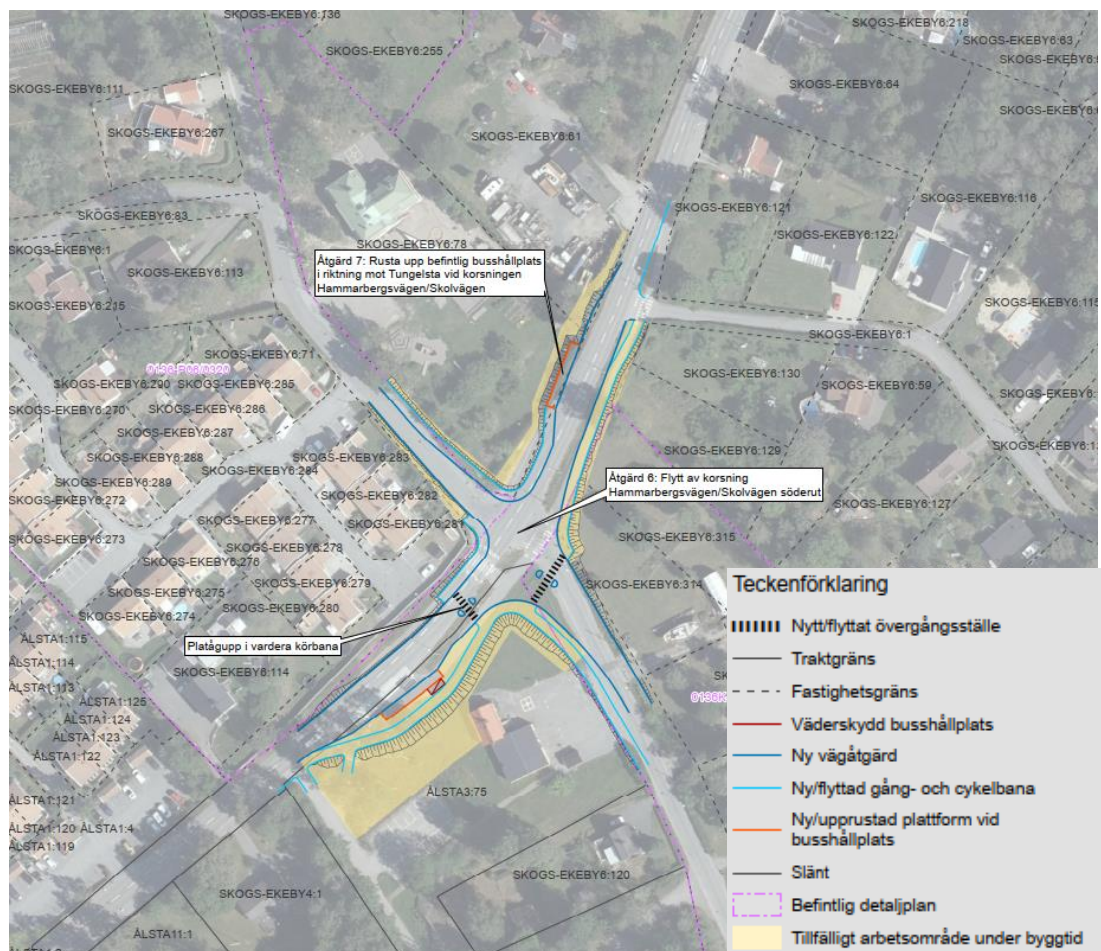 SKOGS-EKEBY6:136
SKOGS-EKEBY6:218
SKOGS-EKEBY6:63
SKOGS-EKEBY6:255
SKOGS-EKEBY6:64
SKOGS-EKEBY6:111
SKOGS-EKEBY6:267
SKOGS-EKEBY6:61
SKOGS-EKEBY6:116
SKOGS-EKEBY6:121
SKOGS-EKEBY6:83
SKOGS-EKEBY6:122
SKOGS-EKEBY6:78
SKOGS-EKEBY6:1
Åtgärd 7: Rusta upp befintlig busshållplats
i riktning mot Tungelsta vid korsningen
Hammarbergsvägen/Skolvägen
SKOGS-EKEBY6:113
SKOGS-EKEBY6:115
SKOGS-EKEBY6:215
SKOGS-EKEBY6:1
SKOGS-EKEBY6:71
SKOGS-EKEBY6:130
SKOGS-EKEBY6:59
SKOGS-EKEBY6:290
SKOGS-EKEBY6:285
SKOGS-EKEBY6:270
SKOGS-EKEBY6:286
SKOGS-EKEBY6:287
SKOGS-EKEBY6:129
SKOGS-EKEBY6:288
SKOGS-EKEBY6:283
SKOGS-EKEBY6:284
SKOGS-EKEBY6:289
Åtgärd 6: Flytt av korsning
Hammarbergsvägen/Skolvägen söderut
SKOGS-EKEBY6:272
SKOGS-EKEBY6:282
SKOGS-EKEBY6:127
SKOGS-EKEBY6:277
SKOGS-EKEBY6:281
SKOGS-EKEBY6:273
SKOGS-EKEBY6:315
SKOGS-EKEBY6:278
SKOGS-EKEBY6:276
SKOGS-EKEBY6:279
SKOGS-EKEBY6:314
SKOGS-EKEBY6:275
SKOGS-EKEBY6:280
SKOGS-EKEBY6:274
ÅLSTA1:115
Platågupp i vardera körbana
ÅLSTA1:114
SKOGS-EKEBY6:114
ÅLSTA1:113
ÅLSTA1:125
ÅLSTA1:124
ÅLSTA1:123
ÅLSTA1:122
ÅLSTA3:75
ÅLSTA1:121
ÅLSTA1:120 ÅLSTA1:4
ÅLSTA1:119
SKOGS-EKEBY6:120
SKOGS-EKEBY4:1
ÅLSTA11:1
Teckenförklaring
Nytt/flyttat övergångsställe
Traktgräns
Fastighetsgräns
Väderskydd busshållplats
Ny vägåtgärd
Ny/flyttad gång- och cykelbana
Ny/upprustad plattform vid
busshållplats
Slänt
Befintlig detaljplan
Tillfälligt arbetsområde under byggtid